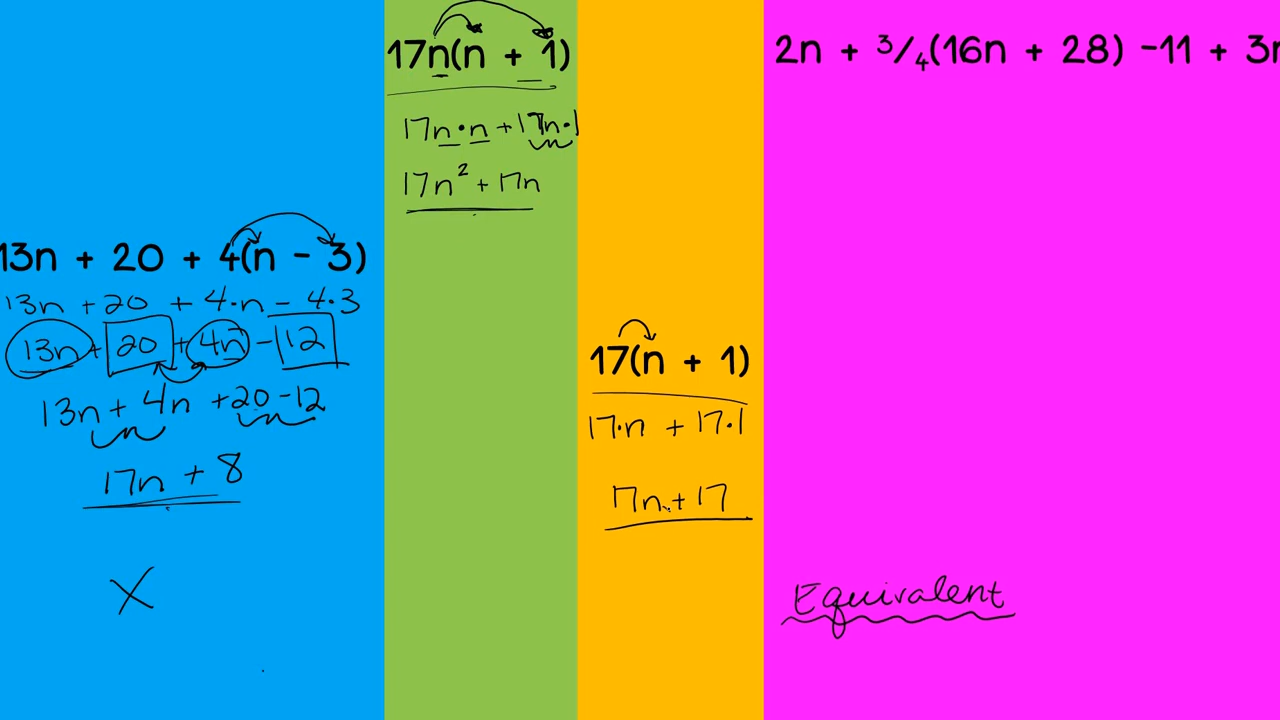 13n + 20 + 4(n - 3)
13n + 20 + 4·n - 4·3
13n + 20 + 4n - 12
13n + 4n + 20 - 12
17n + 8
X
17n(n + 1)
17n·n + 17n·1
17n² + 17n
17(n + 1)
17·n + 17·1
17n + 17
2n + ³/₄(16n + 28) -11 + 3n
Equivalent